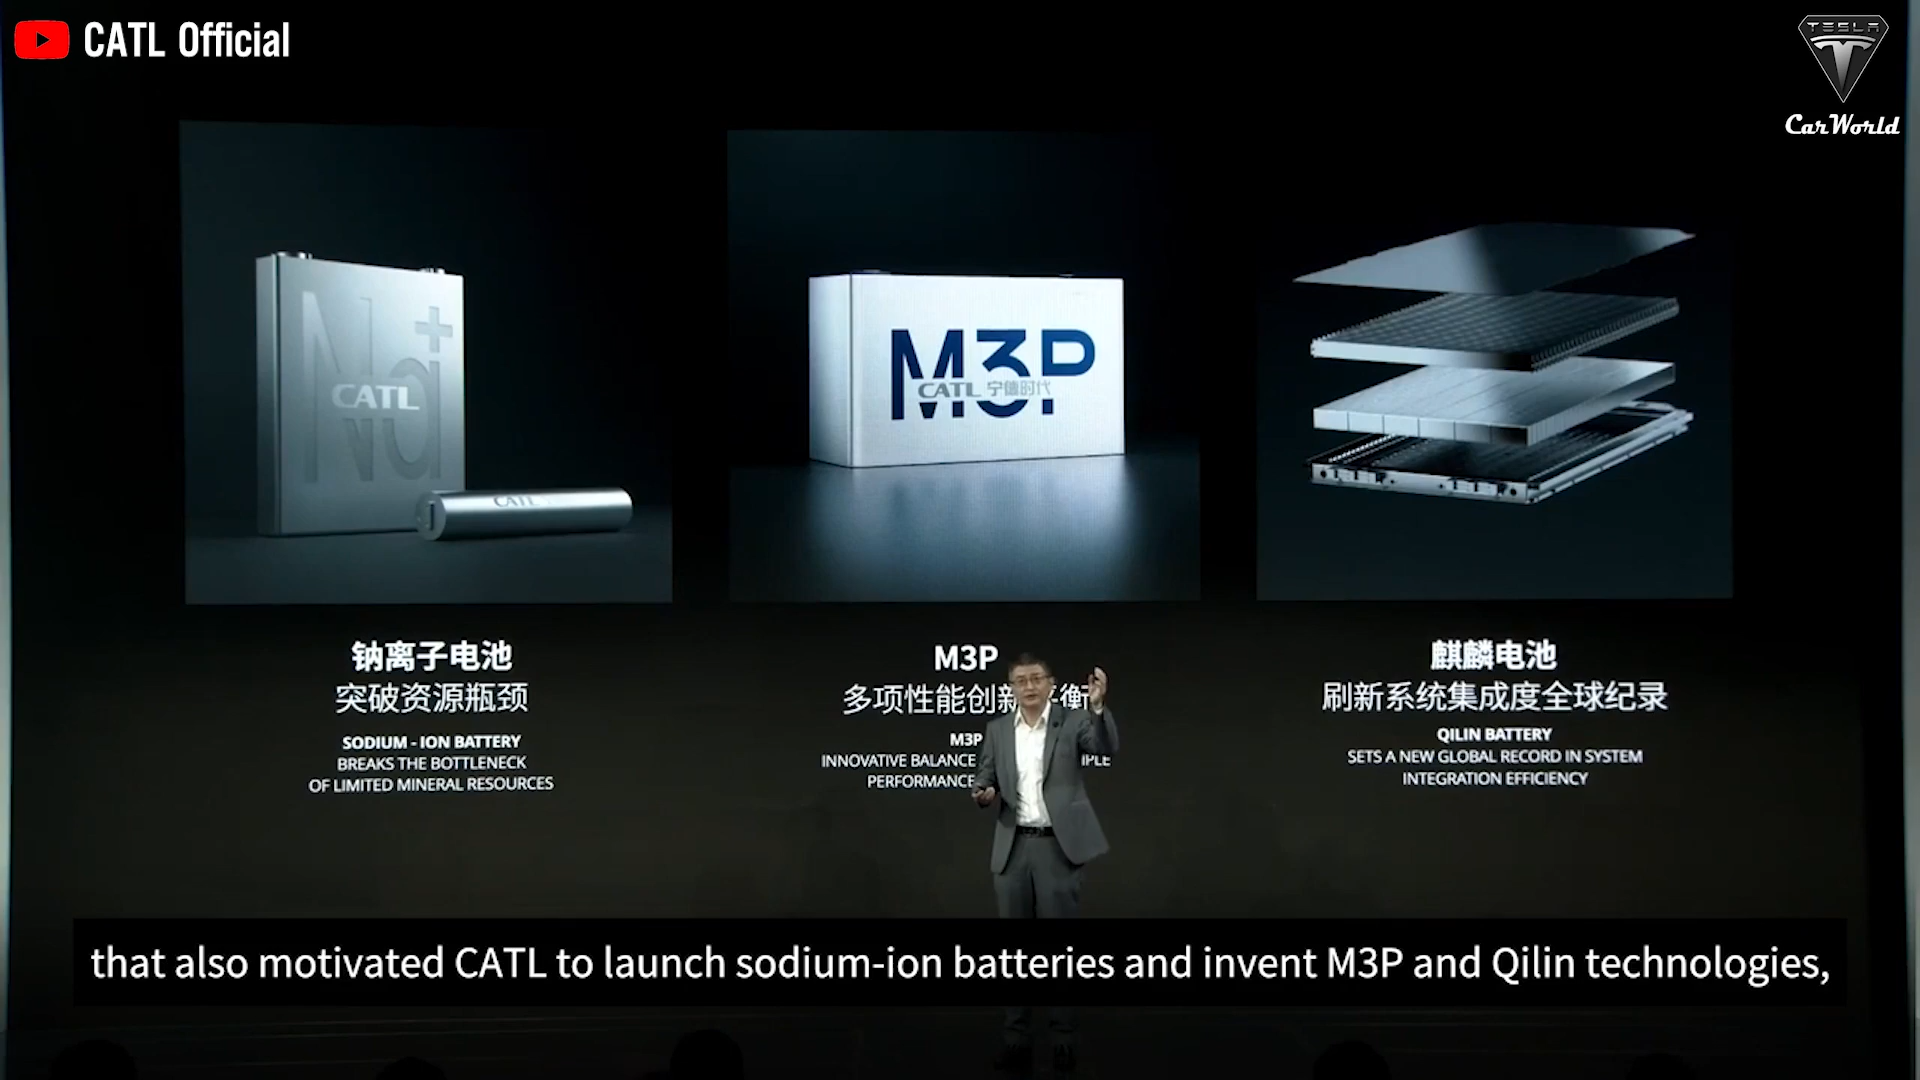 CATL Official
TESLA
CarWorld
Na+
CATL
CATL
M3P
CATL 宁德时代
钠离子电池
突破资源瓶颈
SODIUM - ION BATTERY
BREAKS THE BOTTLENECK
OF LIMITED MINERAL RESOURCES
M3P
多项性能创新平衡
M3P
INNOVATIVE BALANCE
PERFORMANCE
麒麟电池
刷新系统集成度全球纪录
QILIN BATTERY
SETS A NEW GLOBAL RECORD IN SYSTEM
INTEGRATION EFFICIENCY
that also motivated CATL to launch sodium-ion batteries and invent M3P and Qilin technologies,